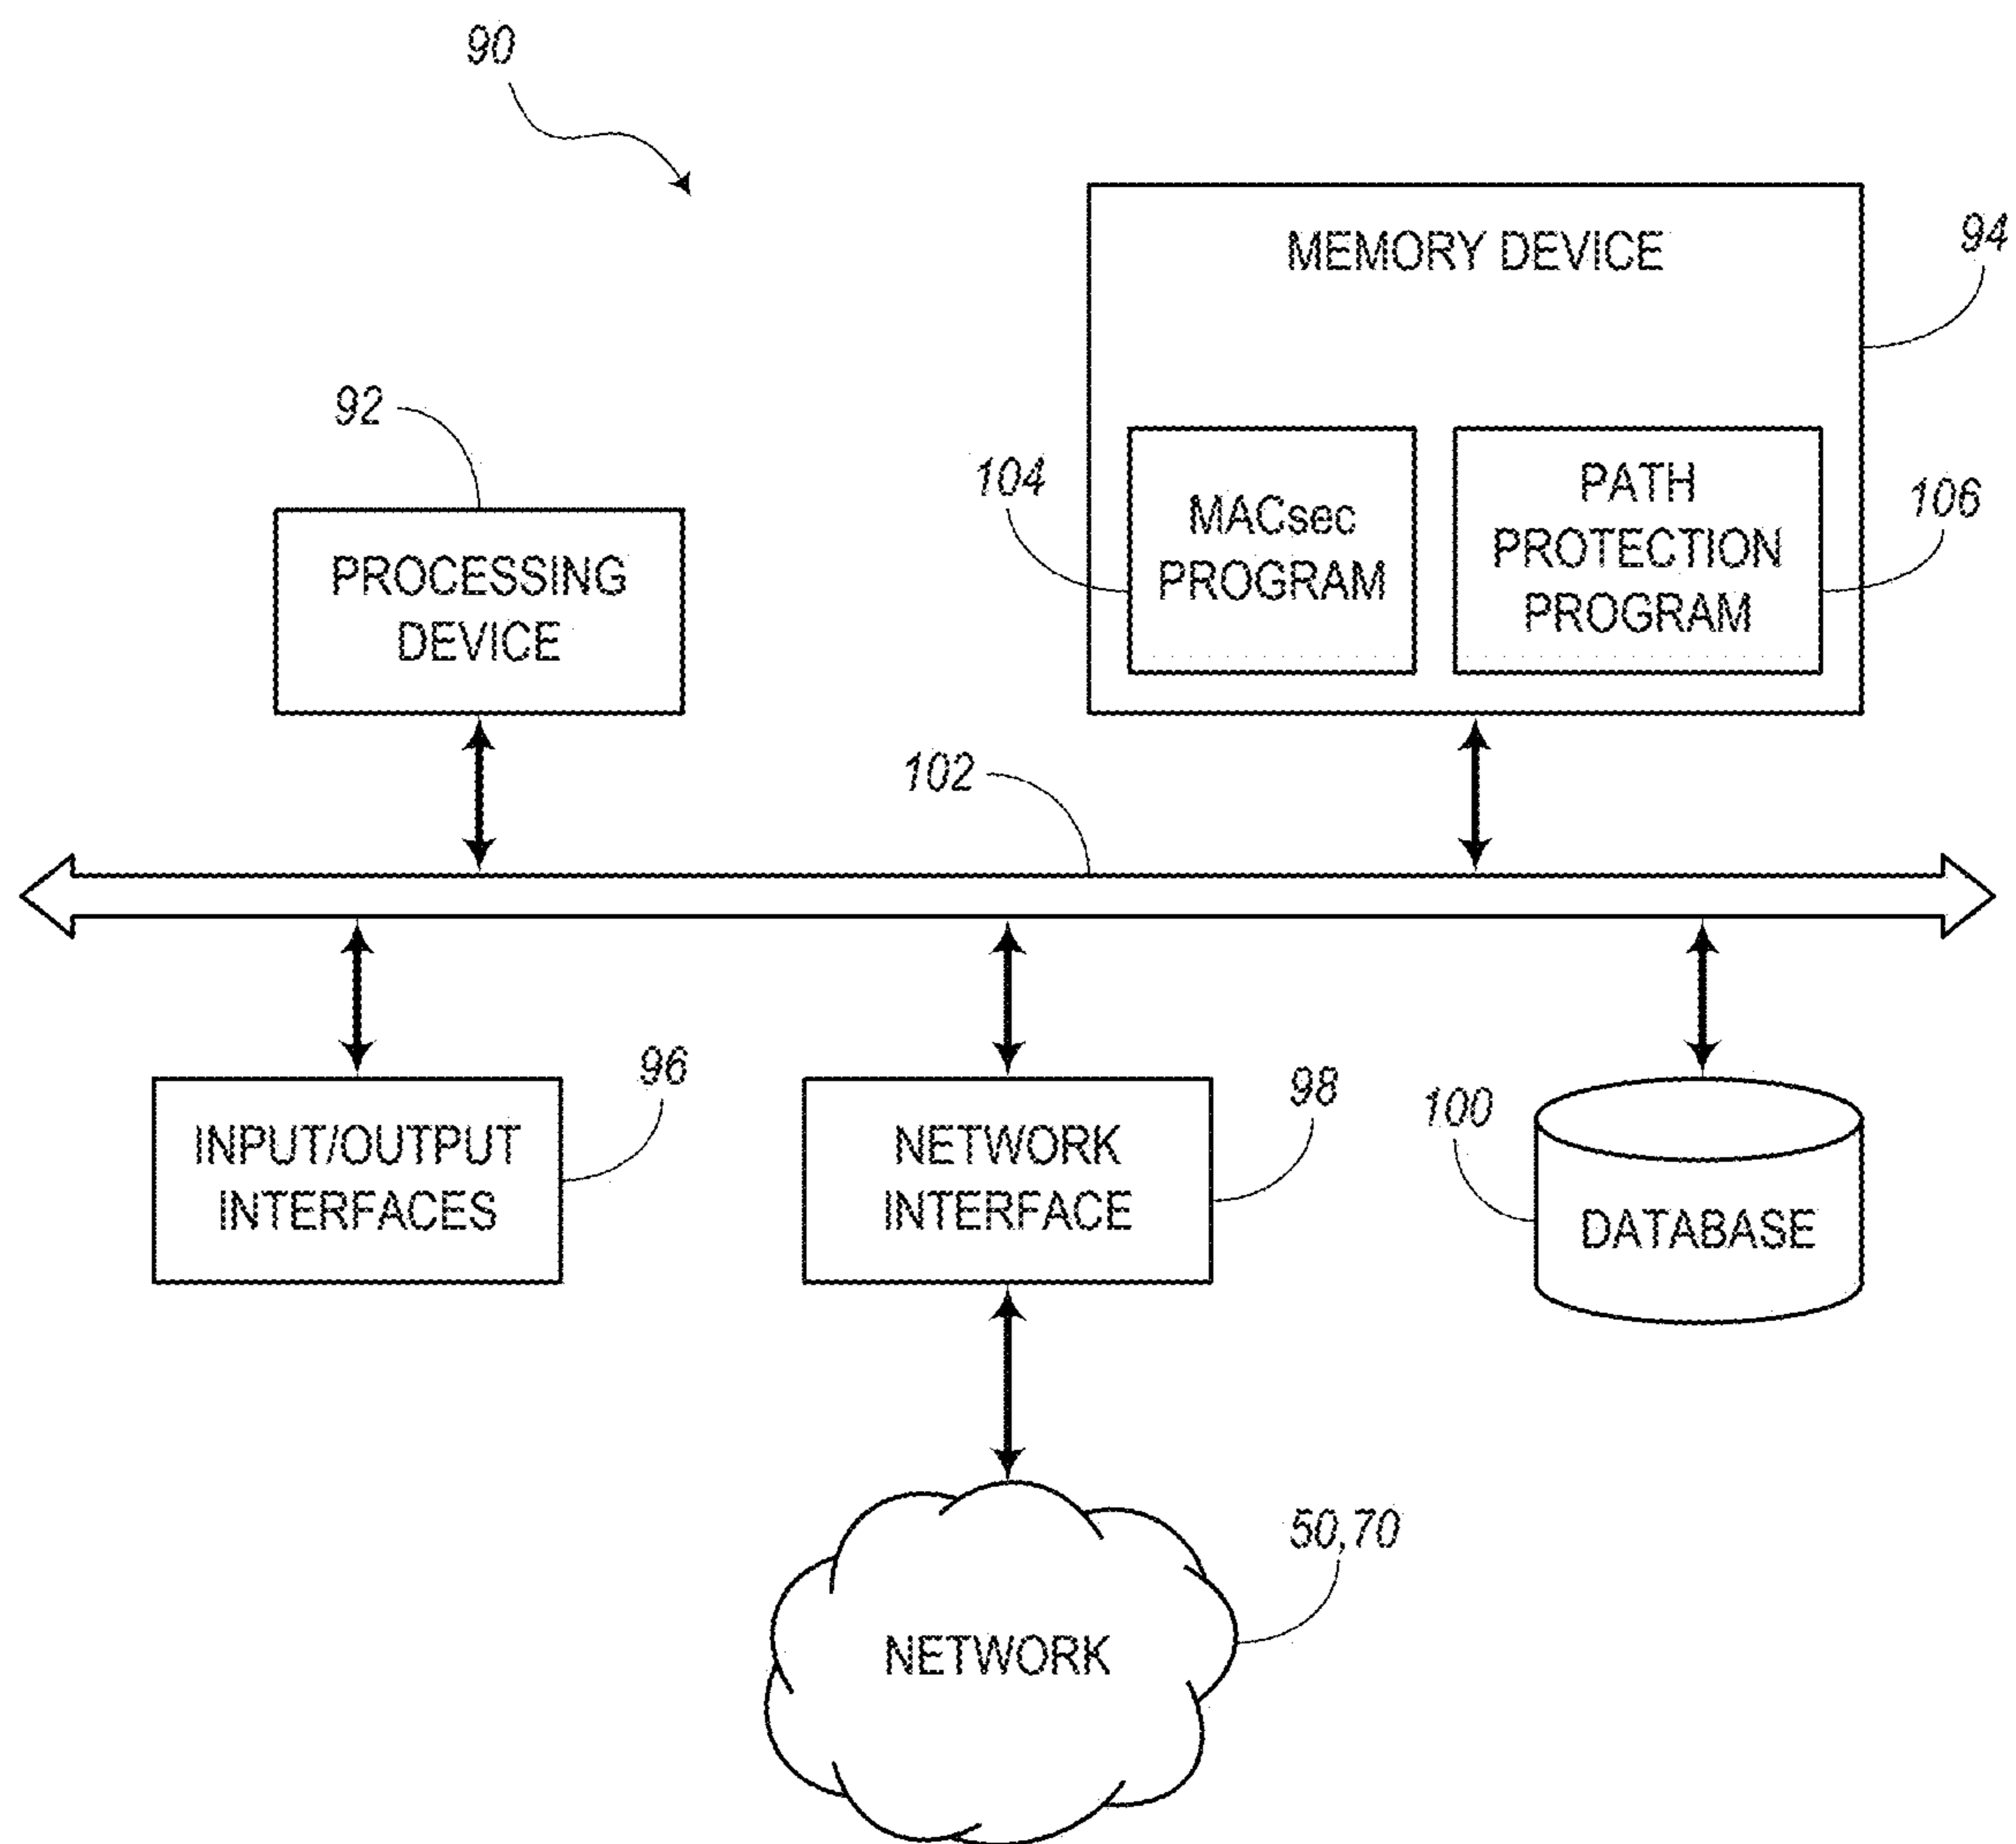 90
MEMORY DEVICE
94
92
104
MACsec
PROGRAM
PATH
PROTECTION
PROGRAM
106
PROCESSING
DEVICE
102
96
INPUT/OUTPUT
INTERFACES
98
NETWORK
INTERFACE
100
DATABASE
50,70
NETWORK